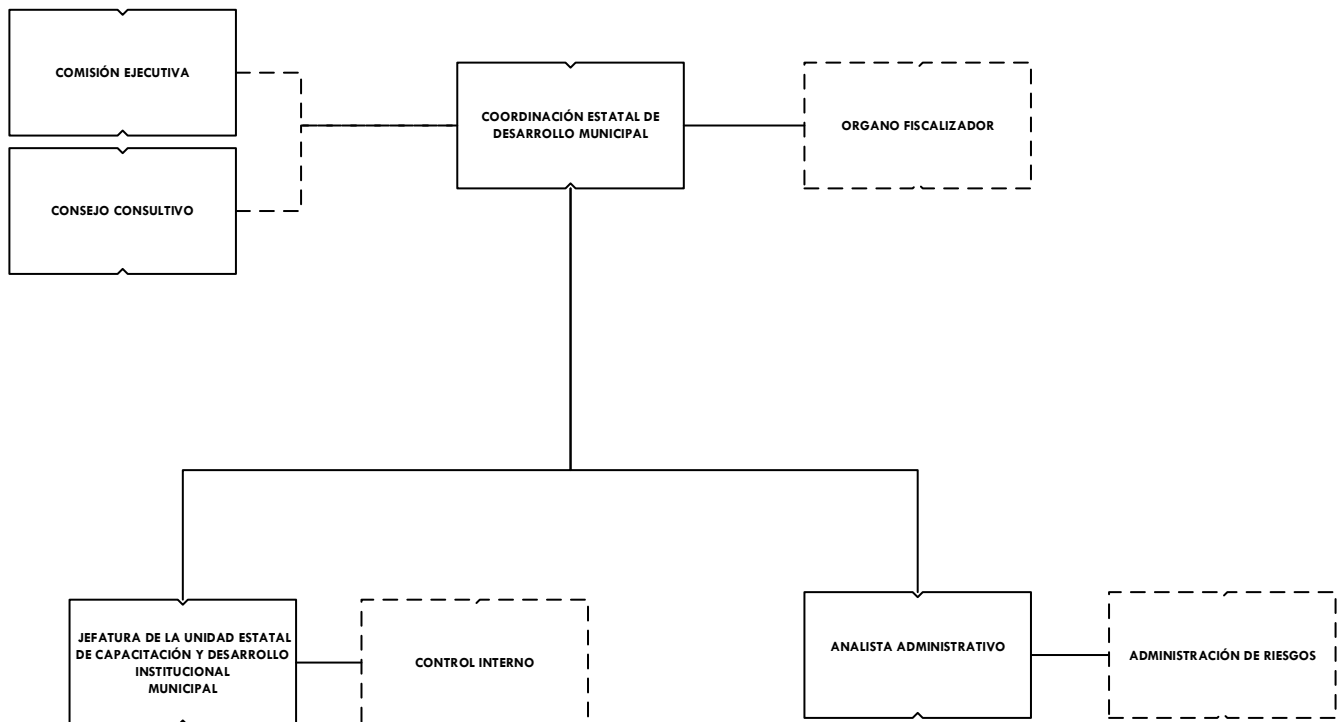 COMISIÓN EJECUTIVA
COORDINACIÓN ESTATAL DE
DESARROLLO MUNICIPAL
ORGANO FISCALIZADOR
CONSEJO CONSULTIVO
JEFATURA DE LA UNIDAD ESTATAL
DE CAPACITACIÓN Y DESARROLLO
INSTITUCIONAL
MUNICIPAL
CONTROL INTERNO
ANALISTA ADMINISTRATIVO
ADMINISTRACIÓN DE RIESGOS